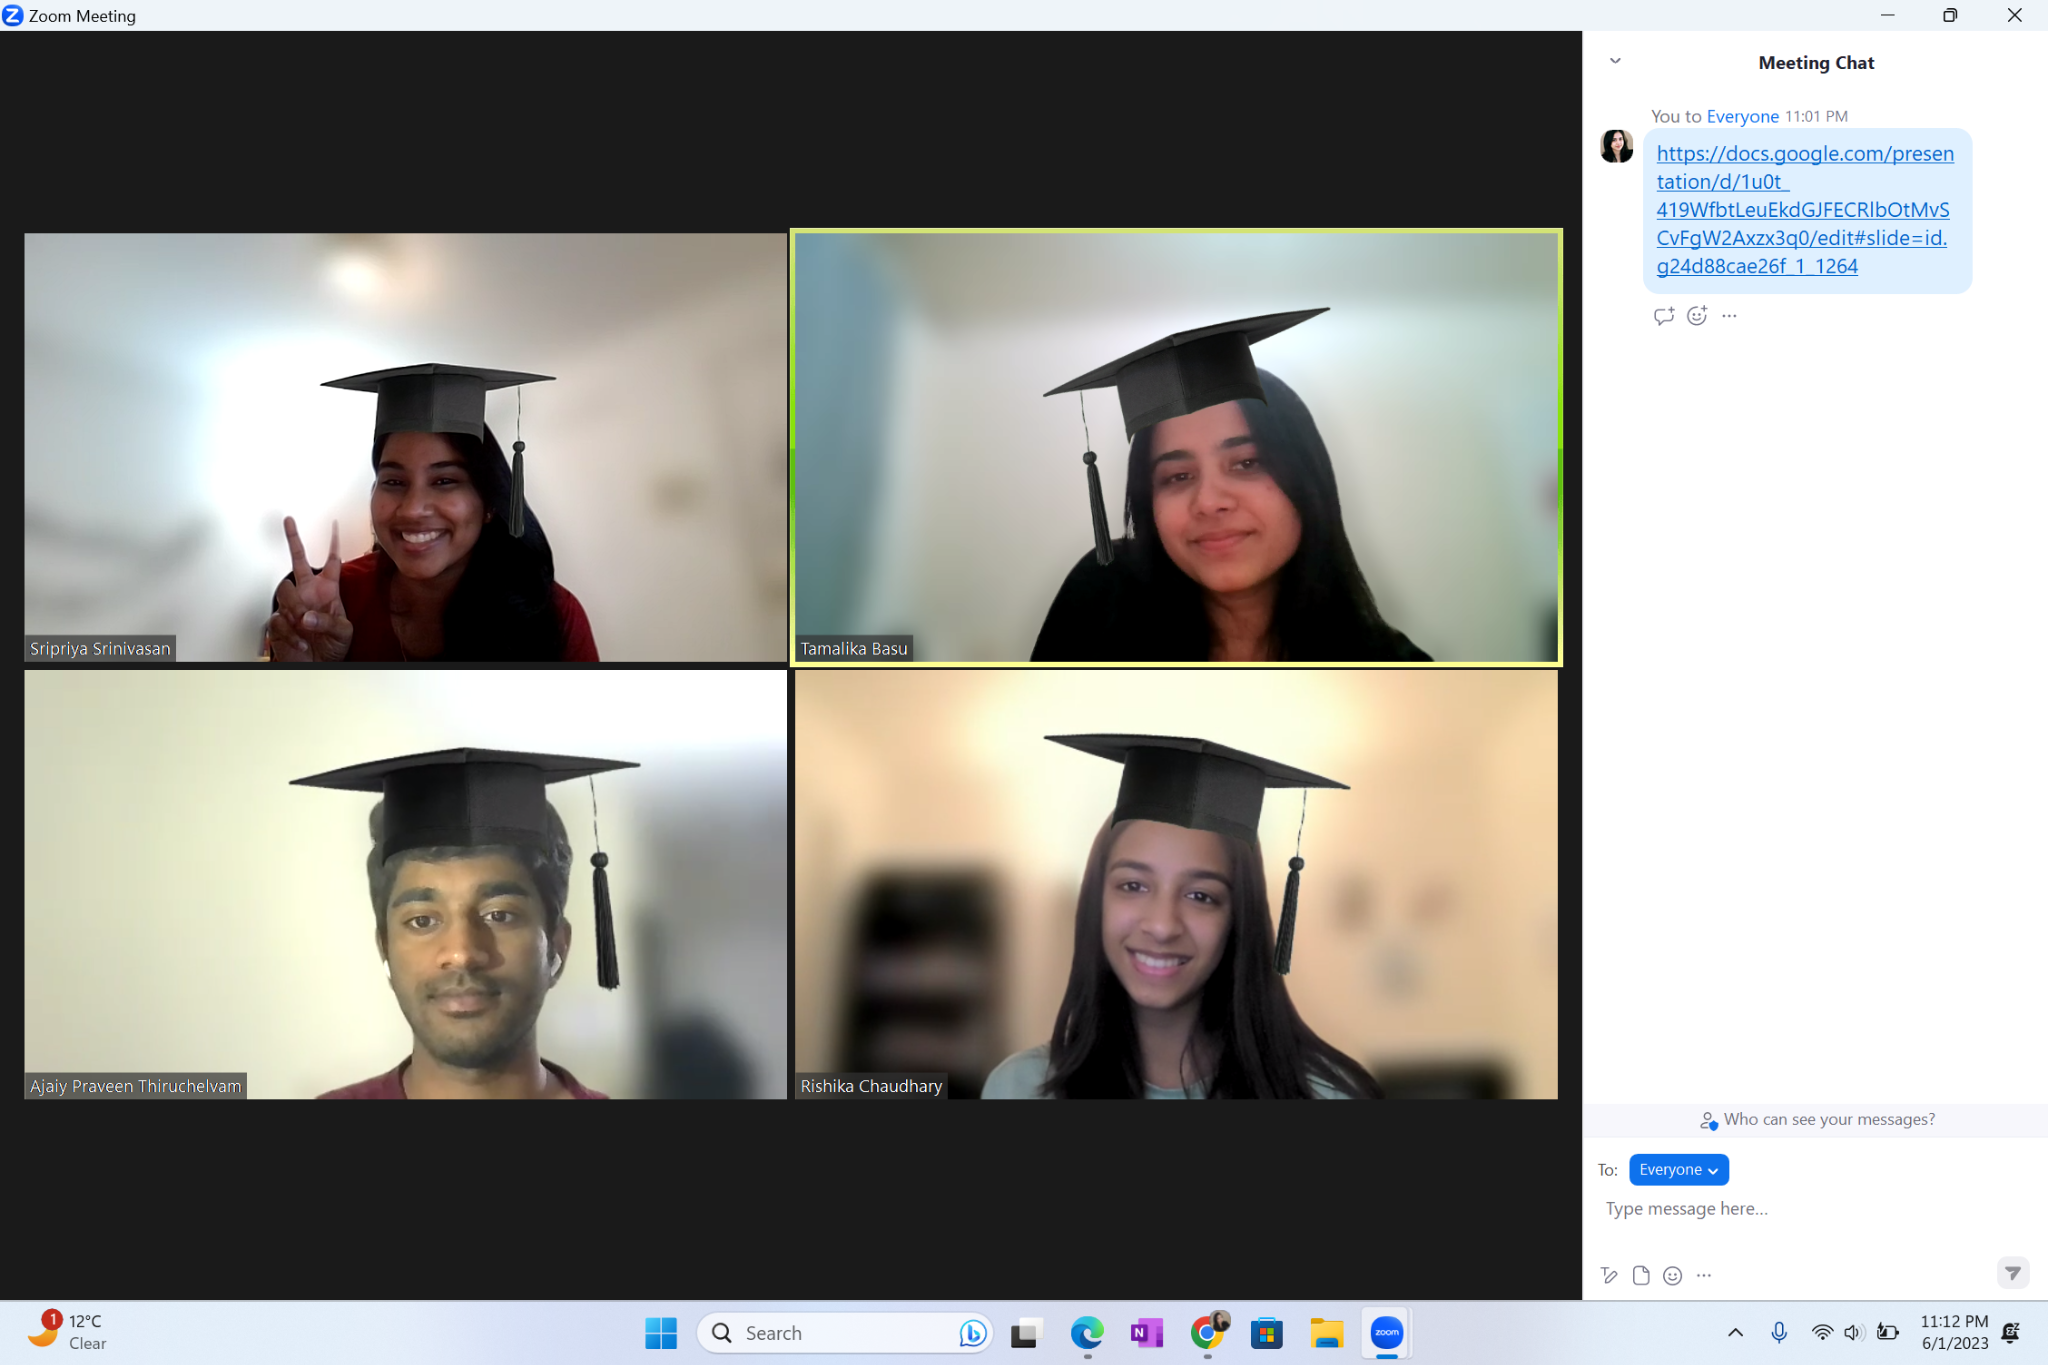 Zoom Meeting
Sripriya Srinivasan
Tamalika Basu
Ajaiy Praveen Thiruchelvam
Rishika Chaudhary
Meeting Chat
You to Everyone 11:01 PM
https://docs.google.com/presen
tation/d/1u0t_
419WfbtLeuEkdGJFECRlbOtMvS
CvFgW2Axzx3q0/edit#slide=id.
g24d88cae26f_1_1264
Who can see your messages?
To: Everyone
Type message here...
1
12°C
Clear
Search
N
zoom
11:12 PM
6/1/2023